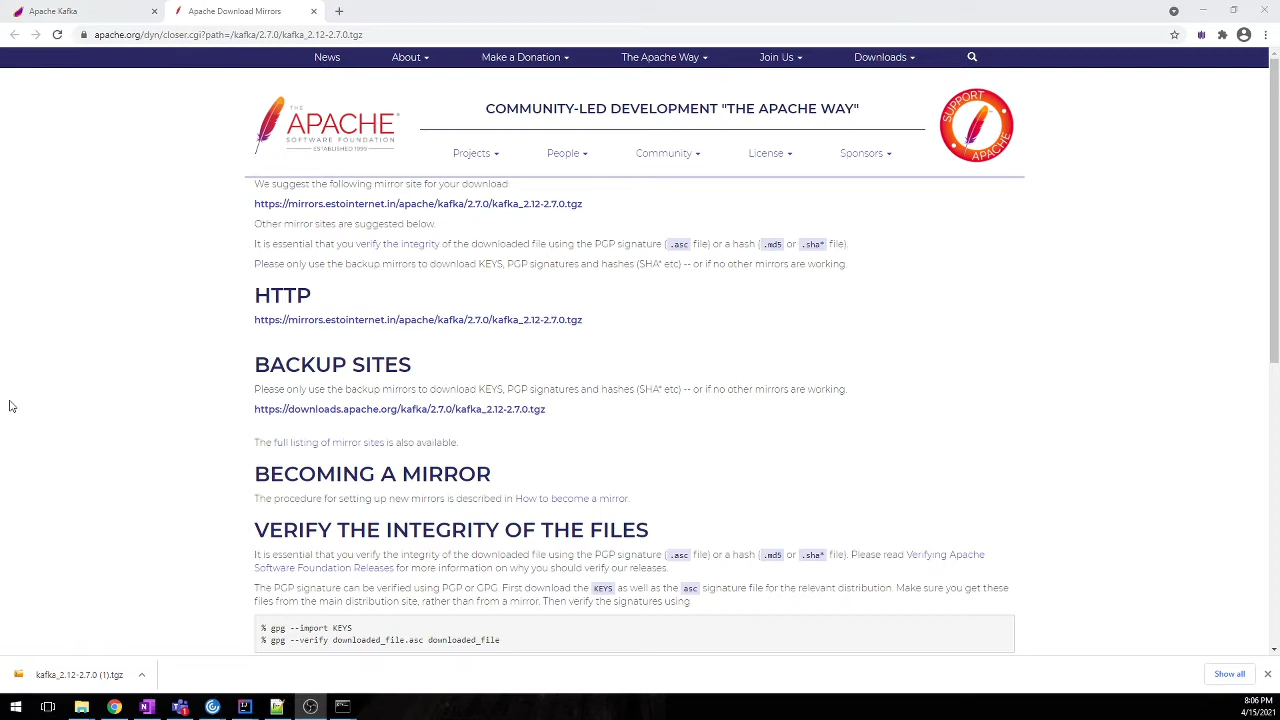 Apache Kafka
Apache Download Mirrors
apache.org/dyn/closer.cgi?path=/kafka/2.7.0/kafka_2.12-2.7.0.tgz
News About Make a Donation The Apache Way Join Us Downloads
THE
APACHE
SOFTWARE FOUNDATION
ESTABLISHED 1999
COMMUNITY-LED DEVELOPMENT "THE APACHE WAY"
Projects People Community License Sponsors
SUPPORT
APACHE
We suggest the following mirror site for your download:
https://mirrors.estointernet.in/apache/kafka/2.7.0/kafka_2.12-2.7.0.tgz
Other mirror sites are suggested below.
It is essential that you verify the integrity of the downloaded file using the PGP signature (.asc file) or a hash (.md5 or .sha* file).
Please only use the backup mirrors to download KEYS, PGP signatures and hashes (SHA* etc) -- or if no other mirrors are working.
HTTP
https://mirrors.estointernet.in/apache/kafka/2.7.0/kafka_2.12-2.7.0.tgz
BACKUP SITES
Please only use the backup mirrors to download KEYS, PGP signatures and hashes (SHA* etc) -- or if no other mirrors are working.
https://downloads.apache.org/kafka/2.7.0/kafka_2.12-2.7.0.tgz
The full listing of mirror sites is also available.
BECOMING A MIRROR
The procedure for setting up new mirrors is described in How to become a mirror.
VERIFY THE INTEGRITY OF THE FILES
It is essential that you verify the integrity of the downloaded file using the PGP signature (.asc file) or a hash (.md5 or .sha* file). Please read Verifying Apache
Software Foundation Releases for more information on why you should verify our releases.
The PGP signature can be verified using PGP or GPG. First download the KEYS as well as the asc signature file for the relevant distribution. Make sure you get these
files from the main distribution site, rather than from a mirror. Then verify the signatures using
% gpg --import KEYS
% gpg --verify downloaded_file.asc downloaded_file
kafka_2.12-2.7.0 (1).tgz
Show all
8:06 PM
4/15/2021